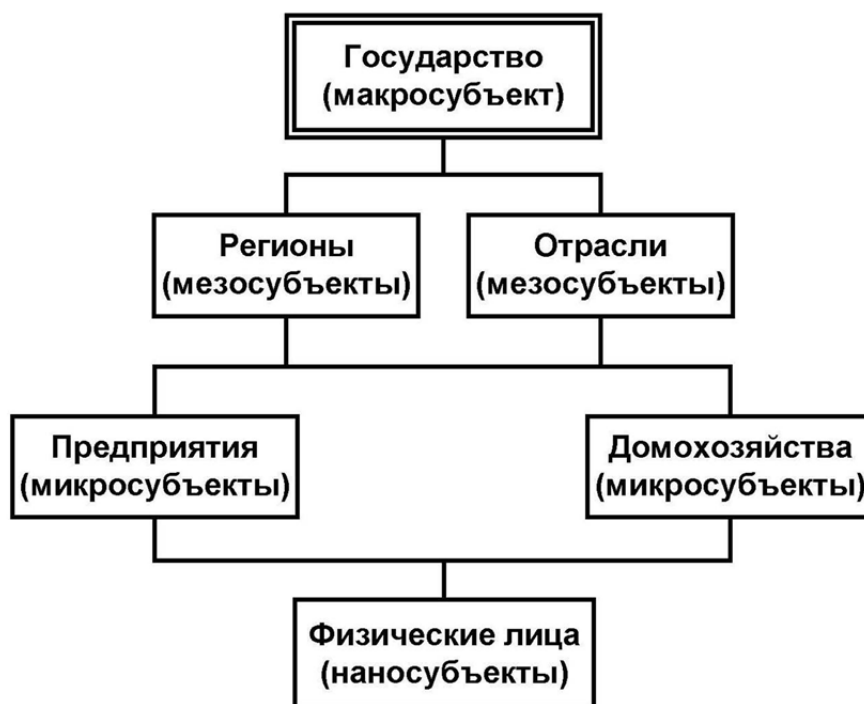 Государство
(макросубъект)
Регионы
(мезосубъекты)
Отрасли
(мезосубъекты)
Предприятия
(микросубъекты)
Домохозяйства
(микросубъекты)
Физические лица
(наносубъекты)